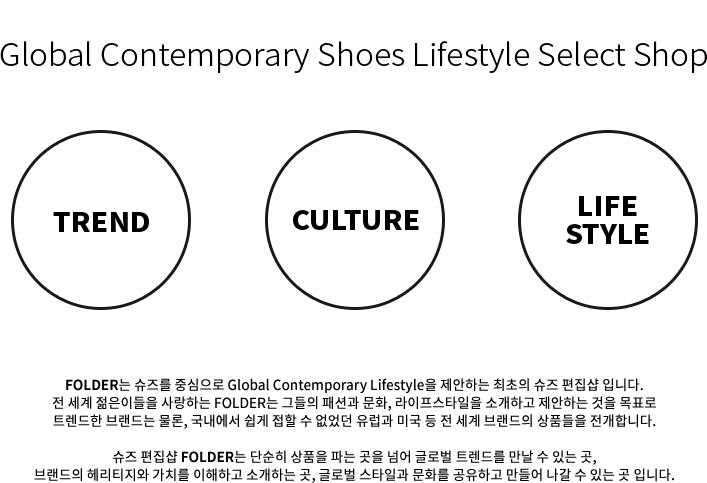 Global Contemporary Shoes Lifestyle Select Shop
TREND
CULTURE
LIFE
STYLE
FOLDER는 슈즈를 중심으로 Global Contemporary Lifestyle을 제안하는 최초의 슈즈 편집샵 입니다.
전 세계 젊은이들을 사랑하는 FOLDER는 그들의 패션과 문화, 라이프스타일을 소개하고 제안하는 것을 목표로
트렌드한 브랜드는 물론, 국내에서 쉽게 접할 수 없었던 유럽과 미국 등 전 세계 브랜드의 상품들을 전개합니다.
슈즈 편집샵 FOLDER는 단순히 상품을 파는 곳을 넘어 글로벌 트렌드를 만날 수 있는 곳,
브랜드의 헤리티지와 가치를 이해하고 소개하는 곳, 글로벌 스타일과 문화를 공유하고 만들어 나갈 수 있는 곳 입니다.